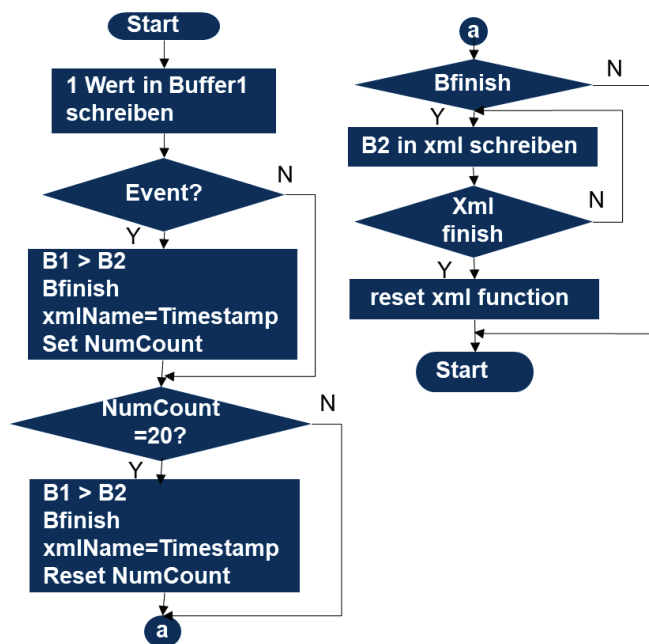 Start
1 Wert in Buffer1
schreiben
Event?
N
Y
B1 > B2
Bfinish
xmlName=Timestamp
Set NumCount
NumCount
=20?
N
Y
B1 > B2
Bfinish
xmlName=Timestamp
Reset NumCount
a
a
Bfinish
N
Y
B2 in xml schreiben
Xml
finish
N
Y
reset xml function
Start